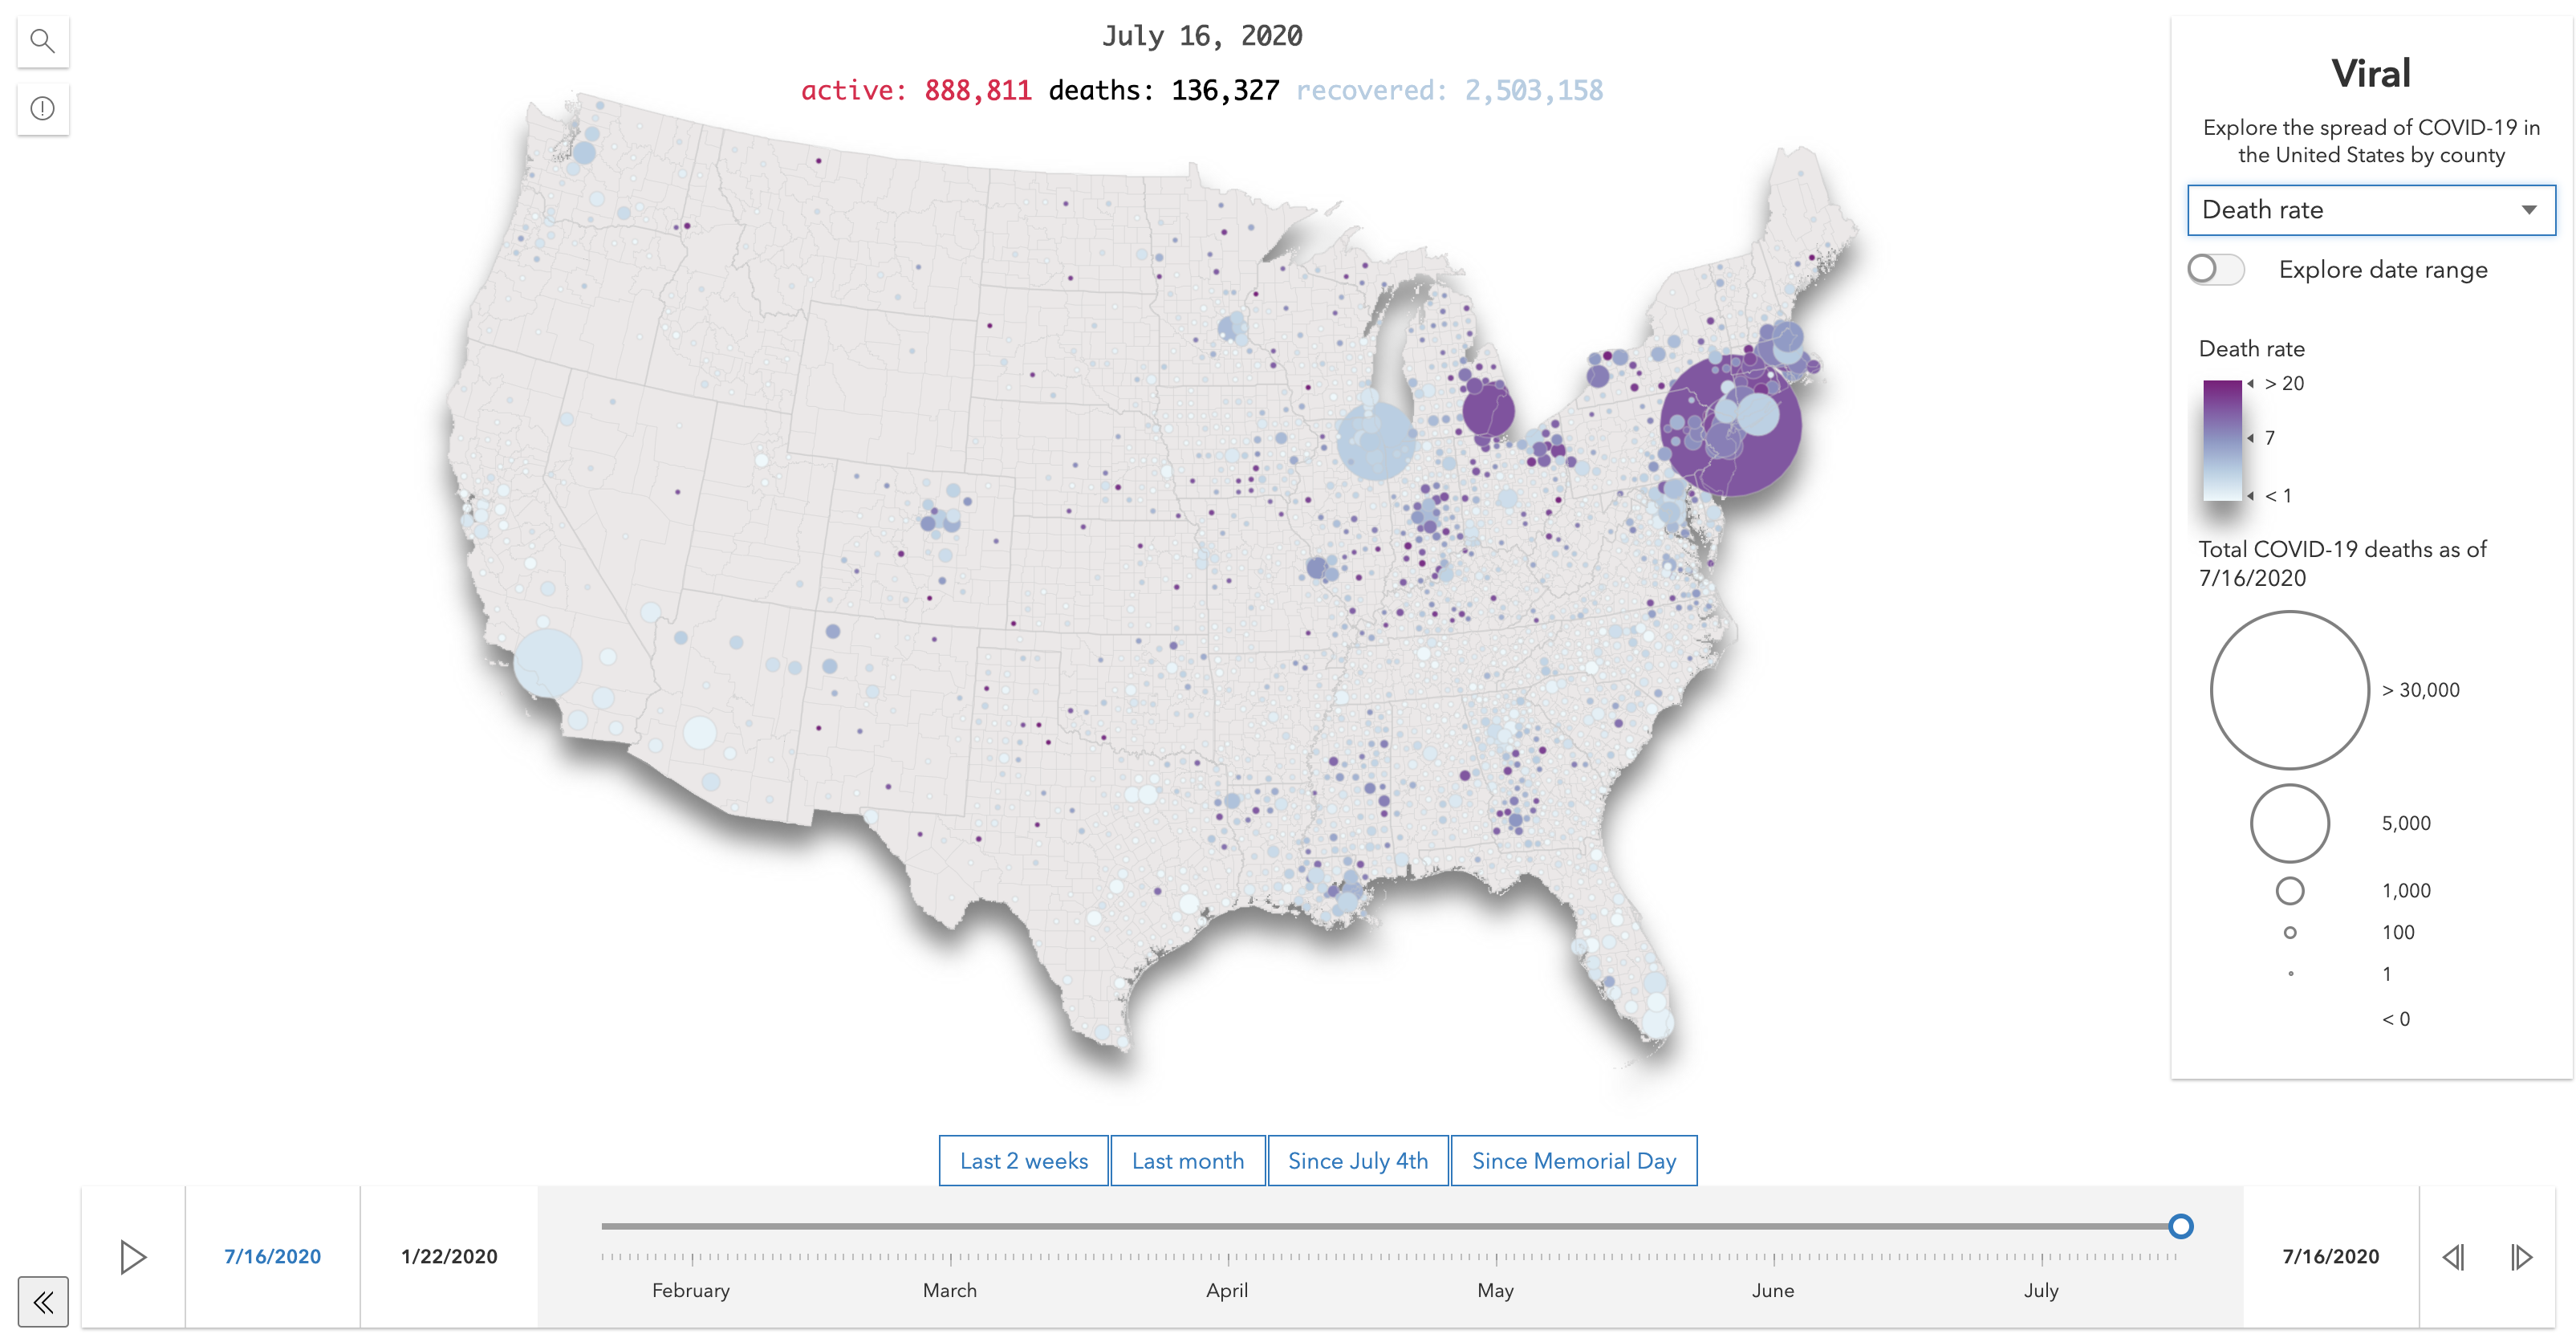 July 16, 2020
active: 888,811 deaths: 136,327 recovered: 2,503,158
Viral
Explore the spread of COVID-19 in
the United States by county
Death rate
Explore date range
Death rate
> 20
7
< 1
Total COVID-19 deaths as of
7/16/2020
> 30,000
5,000
1,000
100
1
< 0
Last 2 weeks
Last month
Since July 4th
Since Memorial Day
7/16/2020
1/22/2020
February
March
April
May
June
July
7/16/2020